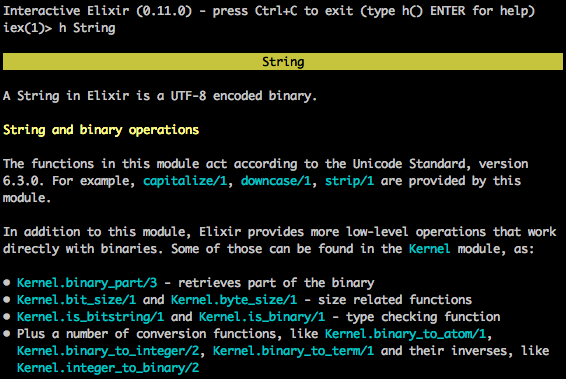 Interactive Elixir (0.11.0) - press Ctrl+C to exit (type h() ENTER for help)
iex(1)> h String
String
A String in Elixir is a UTF-8 encoded binary.
String and binary operations
The functions in this module act according to the Unicode Standard, version
6.3.0. For example, capitalize/1, downcase/1, strip/1 are provided by this
module.
In addition to this module, Elixir provides more low-level operations that work
directly with binaries. Some of those can be found in the Kernel module, as:
● Kernel.binary_part/3 - retrieves part of the binary
● Kernel.bit_size/1 and Kernel.byte_size/1 - size related functions
● Kernel.is_bitstring/1 and Kernel.is_binary/1 - type checking function
● Plus a number of conversion functions, like Kernel.binary_to_atom/1,
Kernel.binary_to_integer/2, Kernel.binary_to_term/1 and their inverses, like
Kernel.integer_to_binary/2